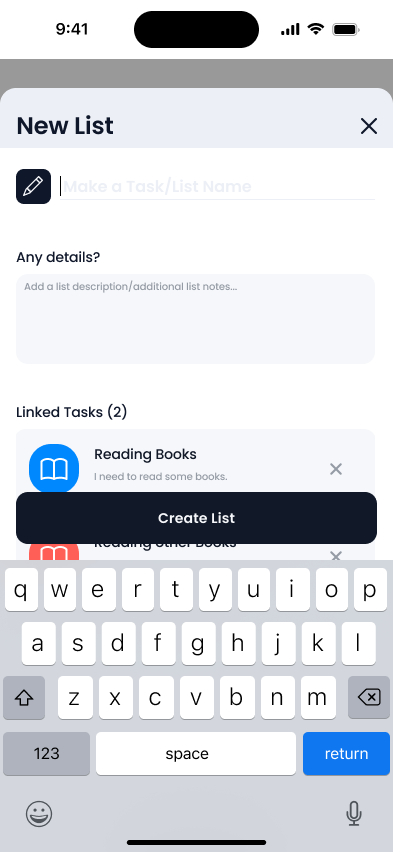 9:41
New List
Make a Task/List Name
Any details?
Add a list description/additional list notes...
Linked Tasks (2)
Reading Books
I need to read some books.
Create List
Reading Other Books
q w e r t y u i o p
a s d f g h j k l
z x c v b n m
123 space return